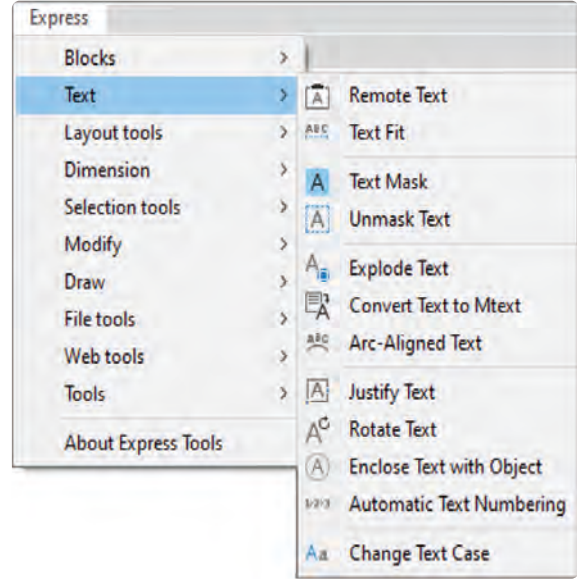 Express
Blocks
Text
Layout tools
Dimension
Selection tools
Modify
Draw
File tools
Web tools
Tools
About Express Tools
Remote Text
Text Fit
Text Mask
Unmask Text
Explode Text
Convert Text to Mtext
Arc-Aligned Text
Justify Text
Rotate Text
Enclose Text with Object
Automatic Text Numbering
Change Text Case